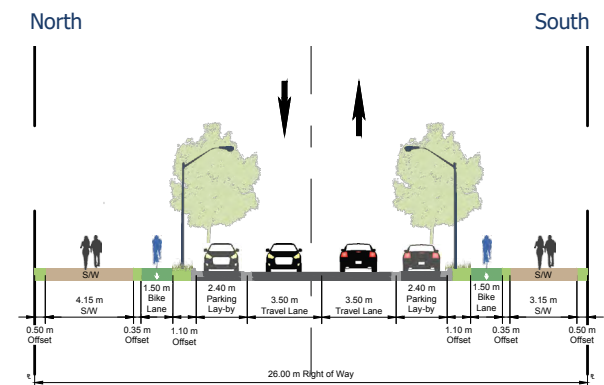 North South
S/W S/W
4.15 m
S/W
1.50 m
Bike
Lane
2.40 m
Parking
Lay-by
3.50 m
Travel Lane
3.50 m
Travel Lane
2.40 m
Parking
Lay-by
1.50 m
Bike
Lane
3.15 m
S/W
0.50 m
Offset
0.35 m
Offset
1.10 m
Offset
1.10 m
Offset
0.35 m
Offset
0.50 m
Offset
26.00 m Right of Way